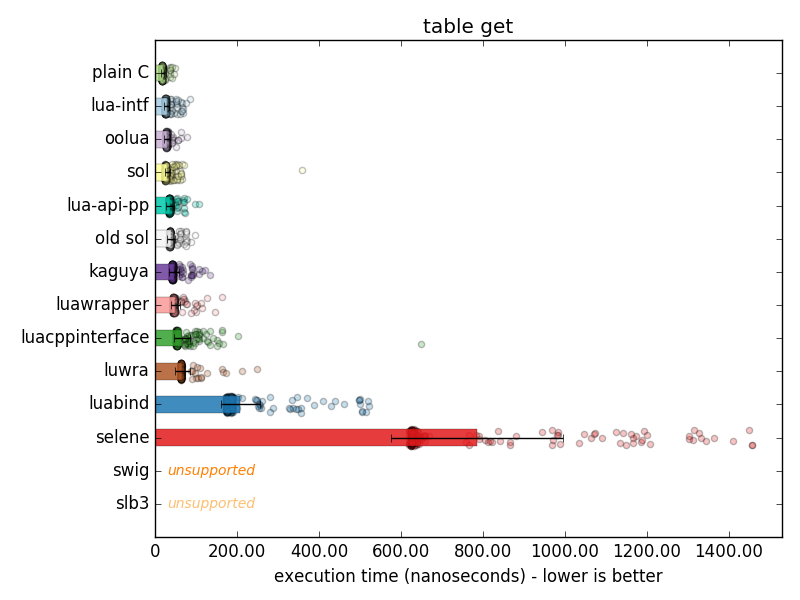 table get
plain C
lua-intf
oolua
sol
lua-api-pp
old sol
kaguya
luawrapper
luacppinterface
luwra
luabind
selene
swig unsupported
slb3 unsupported
0 200.00 400.00 600.00 800.00 1000.00 1200.00 1400.00
execution time (nanoseconds) - lower is better